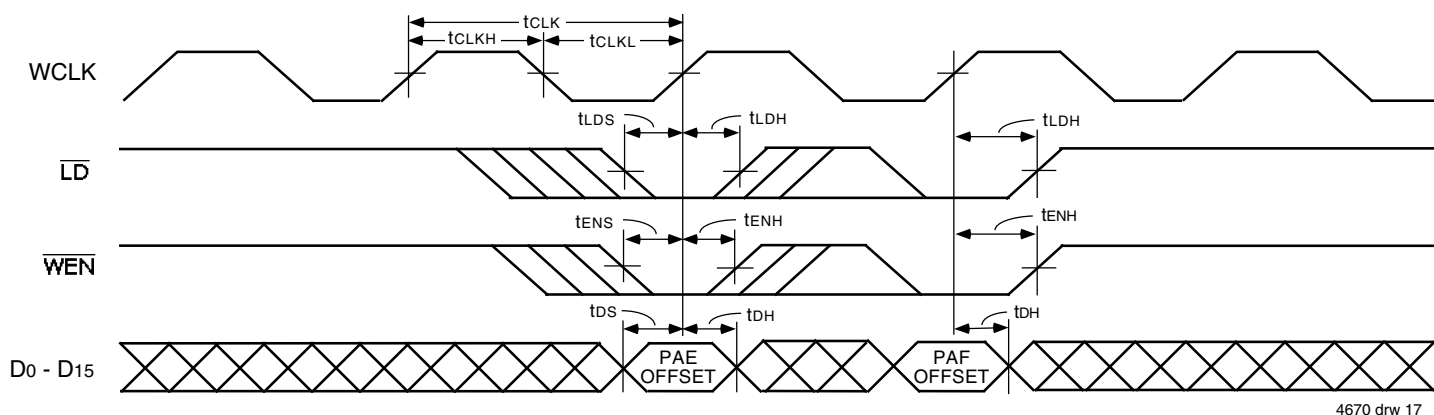 tCLK
tCLKH
tCLKL
WCLK
tLDS
tLDH
tLDH
LD
tENS
tENH
tENH
WEN
tDS
tDH
tDH
D0 - D15
PAE
OFFSET
PAF
OFFSET
4670 drw 17